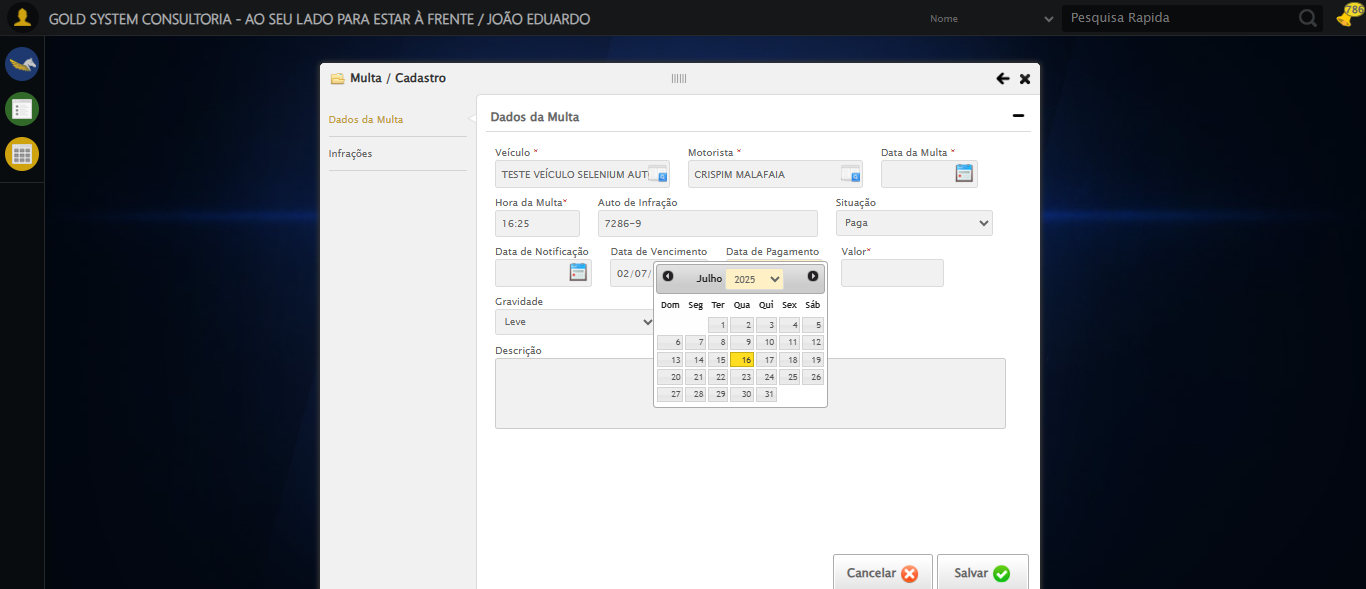 GOLD SYSTEM CONSULTORIA - AO SEU LADO PARA ESTAR À FRENTE / JOÃO EDUARDO
Nome
Pesquisa Rapida
786
Multa / Cadastro
Dados da Multa
Infrações
Dados da Multa
Veículo * Motorista * Data da Multa *
TESTE VEÍCULO SELENIUM CRISPIM MALAFAIA
Hora da Multa* Auto de Infração Situação
16:25 7286-9 Paga
Data de Notificação Data de Vencimento Data de Pagamento Valor*
02/07/
Julho 2025
Dom Seg Ter Qua Qui Sex Sáb
1 2 3 4 5
6 7 8 9 10 11 12
13 14 15 16 17 18 19
20 21 22 23 24 25 26
27 28 29 30 31
Gravidade
Leve
Descrição
Cancelar Salvar